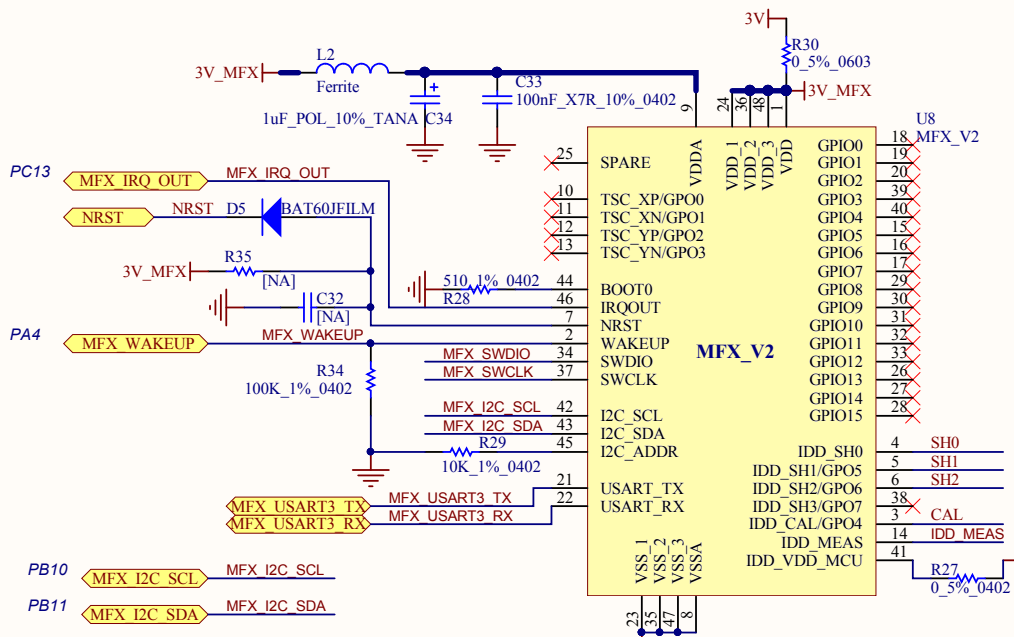 3V
R30
0_5%_0603
L2
3V_MFX
Ferrite
C33
100nF_X7R_10%_0402
1uF_POL_10%_TANA C34
3V_MFX
9
24
36
48
1
U8
MFX_V2
VDDA
VDD_1
VDD_2
VDD_3
VDD
25 SPARE
10 TSC_XP/GPO0
11 TSC_XN/GPO1
12 TSC_YP/GPO2
13 TSC_YN/GPO3
44 BOOT0
46 IRQOUT
7 NRST
2 WAKEUP
34 SWDIO
37 SWCLK
42 I2C_SCL
43 I2C_SDA
45 I2C_ADDR
21 USART_TX
22 USART_RX
MFX_V2
GPIO0 18
GPIO1 19
GPIO2 20
GPIO3 39
GPIO4 40
GPIO5 15
GPIO6 16
GPIO7 17
GPIO8 29
GPIO9 30
GPIO10 31
GPIO11 32
GPIO12 33
GPIO13 26
GPIO14 27
GPIO15 28
IDD_SH0 4 SH0
IDD_SH1/GPO5 5 SH1
IDD_SH2/GPO6 6 SH2
IDD_SH3/GPO7 38
IDD_CAL/GPO4 3 CAL
IDD_MEAS 14 IDD_MEAS
IDD_VDD_MCU 41
R27
0_5%_0402
VSS_1
VSS_2
VSS_3
VSSA
23
35
47
8
PC13
MFX_IRQ_OUT MFX_IRQ_OUT
NRST NRST D5 BAT60JFILM
R35
3V_MFX
[NA]
C32
[NA]
510_1%_0402
R28
PA4
MFX_WAKEUP MFX_WAKEUP
MFX_SWDIO
R34
MFX_SWCLK
100K_1%_0402
MFX_I2C_SCL
MFX_I2C_SDA
R29
10K_1%_0402
MFX_USART3_TX MFX_USART3_TX
MFX_USART3_RX MFX_USART3_RX
PB10
MFX_I2C_SCL MFX_I2C_SCL
PB11
MFX_I2C_SDA MFX_I2C_SDA